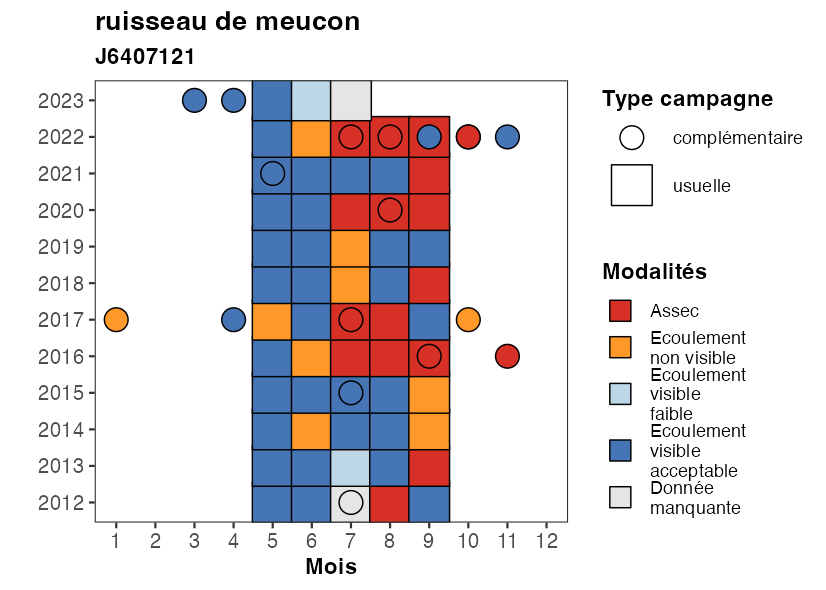 ruisseau de meucon
J6407121
2023
2022
2021
2020
2019
2018
2017
2016
2015
2014
2013
2012
1 2 3 4 5 6 7 8 9 10 11 12
Mois
Type campagne
complémentaire
usuelle
Modalités
Assec
Ecoulement
non visible
Ecoulement
visible
faible
Ecoulement
visible
acceptable
Donnée
manquante